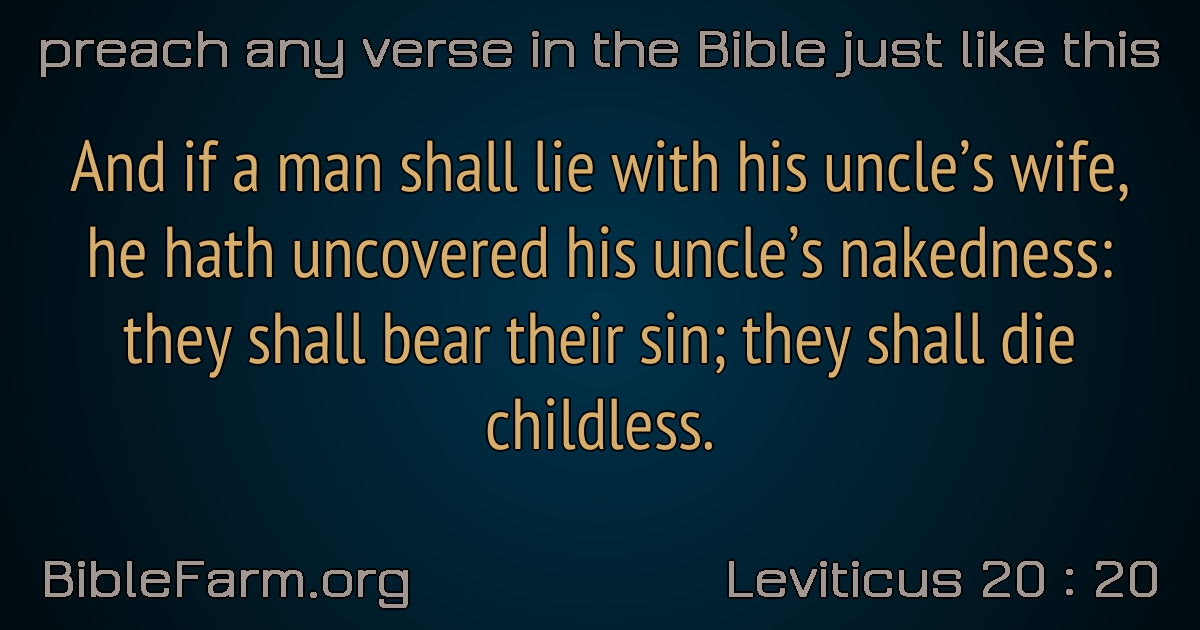 preach any verse in the Bible just like this
And if a man shall lie with his uncle’s wife,
he hath uncovered his uncle’s nakedness:
they shall bear their sin; they shall die
childless.
BibleFarm.org
Leviticus 20 : 20